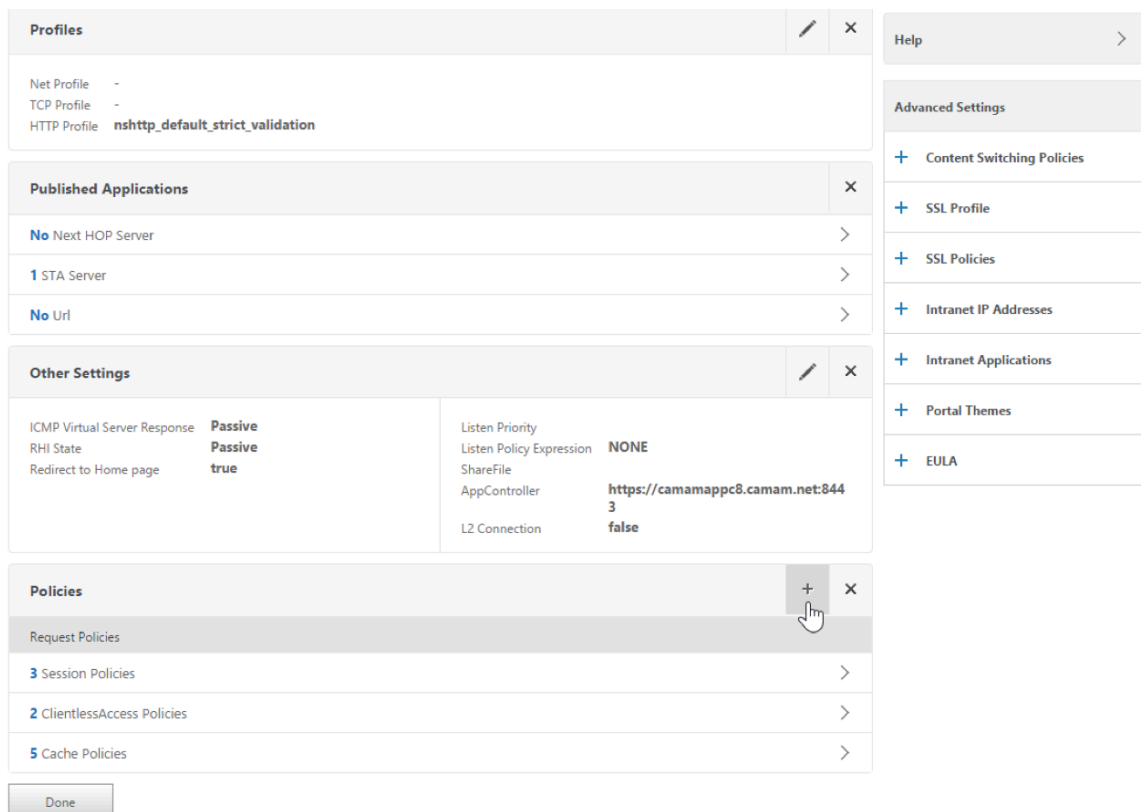 Profiles
Net Profile -
TCP Profile -
HTTP Profile nshttp_default_strict_validation
Published Applications
No Next HOP Server
1 STA Server
No Url
Other Settings
ICMP Virtual Server Response Passive
RHI State Passive
Redirect to Home page true
Listen Priority
Listen Policy Expression NONE
ShareFile
AppController https://camamappc8.camam.net:844
3
L2 Connection false
Policies
Request Policies
3 Session Policies
2 ClientlessAccess Policies
5 Cache Policies
Done
Help
Advanced Settings
Content Switching Policies
SSL Profile
SSL Policies
Intranet IP Addresses
Intranet Applications
Portal Themes
EULA